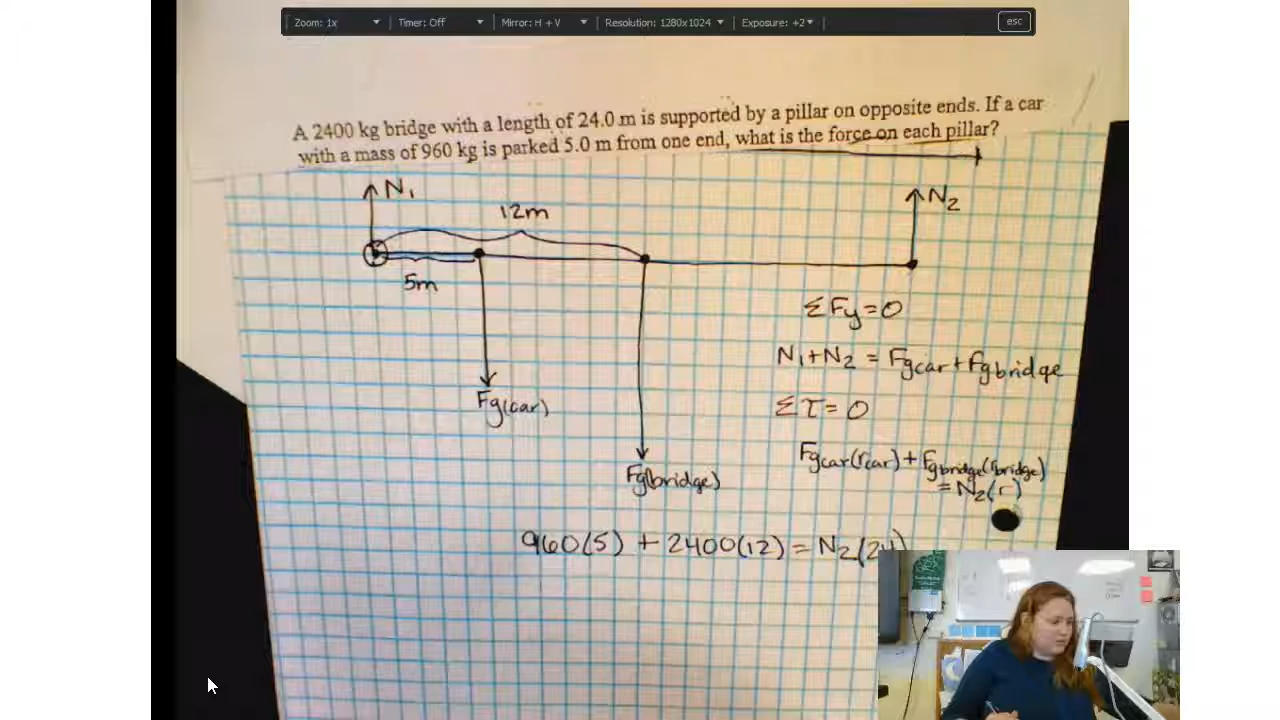 Zoom: 1x Timer: Off Mirror: H + V Resolution: 1280x1024 Exposure: +2 esc
A 2400 kg bridge with a length of 24.0 m is supported by a pillar on opposite ends. If a car
with a mass of 960 kg is parked 5.0 m from one end, what is the force on each pillar?
N₁
N₂
12m
5m
ΣFy=0
N₁+N₂ = Fgcar+Fgbridge
Fg(car)
Στ=0
Fgcar(rcar)+Fgbridge(rbridge)
=N₂(r)
Fg(bridge)
960(5) + 2400(12) = N₂(24)